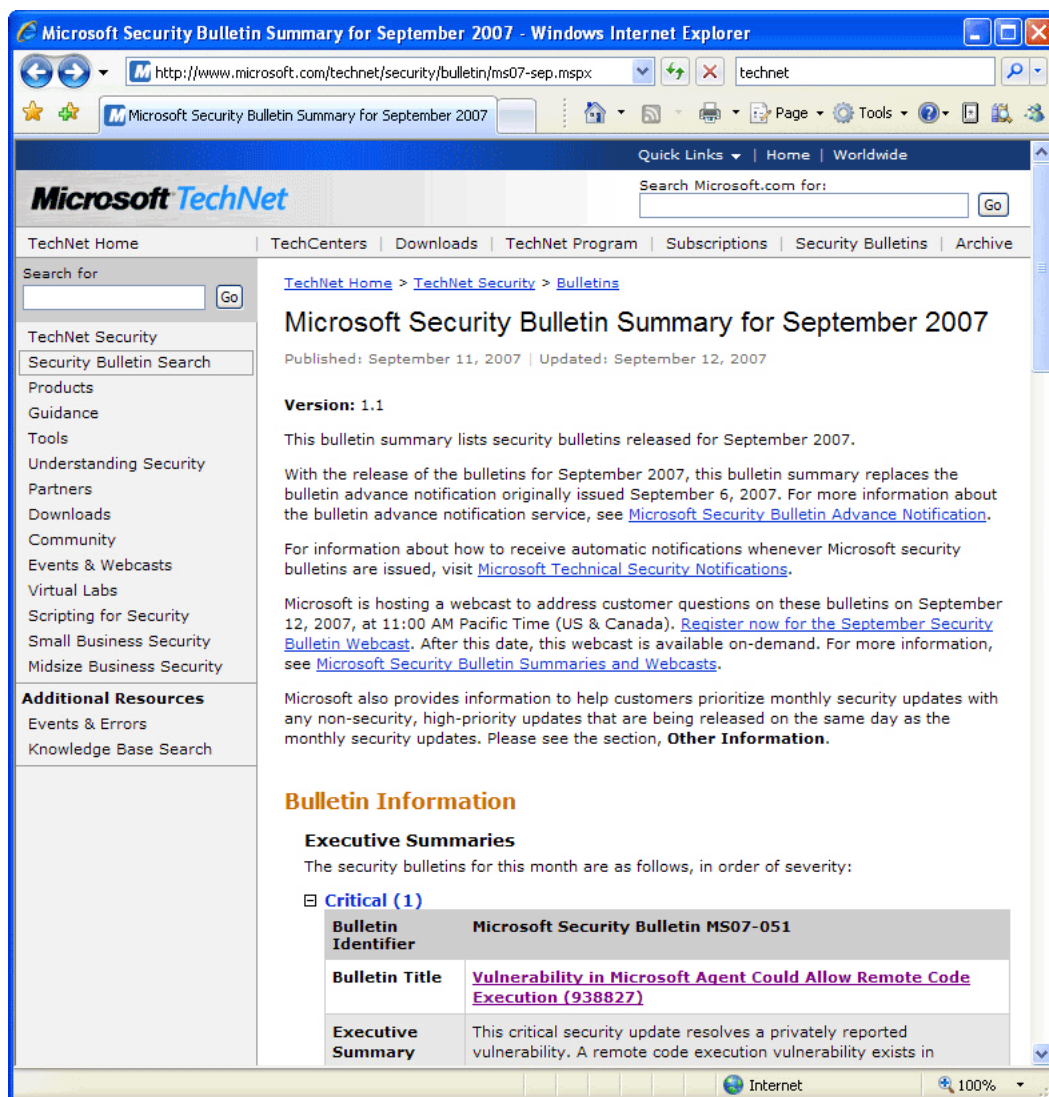 Microsoft Security Bulletin Summary for September 2007 - Windows Internet Explorer
http://www.microsoft.com/technet/security/bulletin/ms07-sep.mspx
technet
Microsoft Security Bulletin Summary for September 2007
Page
Tools
Quick Links | Home | Worldwide
Microsoft TechNet
Search Microsoft.com for:
Go
TechNet Home
TechCenters | Downloads | TechNet Program | Subscriptions | Security Bulletins | Archive
Search for
Go
TechNet Security
Security Bulletin Search
Products
Guidance
Tools
Understanding Security
Partners
Downloads
Community
Events & Webcasts
Virtual Labs
Scripting for Security
Small Business Security
Midsize Business Security
Additional Resources
Events & Errors
Knowledge Base Search
TechNet Home > TechNet Security > Bulletins
Microsoft Security Bulletin Summary for September 2007
Published: September 11, 2007 | Updated: September 12, 2007
Version: 1.1
This bulletin summary lists security bulletins released for September 2007.
With the release of the bulletins for September 2007, this bulletin summary replaces the
bulletin advance notification originally issued September 6, 2007. For more information about
the bulletin advance notification service, see Microsoft Security Bulletin Advance Notification.
For information about how to receive automatic notifications whenever Microsoft security
bulletins are issued, visit Microsoft Technical Security Notifications.
Microsoft is hosting a webcast to address customer questions on these bulletins on September
12, 2007, at 11:00 AM Pacific Time (US & Canada). Register now for the September Security
Bulletin Webcast. After this date, this webcast is available on-demand. For more information,
see Microsoft Security Bulletin Summaries and Webcasts.
Microsoft also provides information to help customers prioritize monthly security updates with
any non-security, high-priority updates that are being released on the same day as the
monthly security updates. Please see the section, Other Information.
Bulletin Information
Executive Summaries
The security bulletins for this month are as follows, in order of severity:
Critical (1)
Bulletin Identifier
Microsoft Security Bulletin MS07-051
Bulletin Title
Vulnerability in Microsoft Agent Could Allow Remote Code
Execution (938827)
Executive Summary
This critical security update resolves a privately reported
vulnerability. A remote code execution vulnerability exists in
Internet
100%